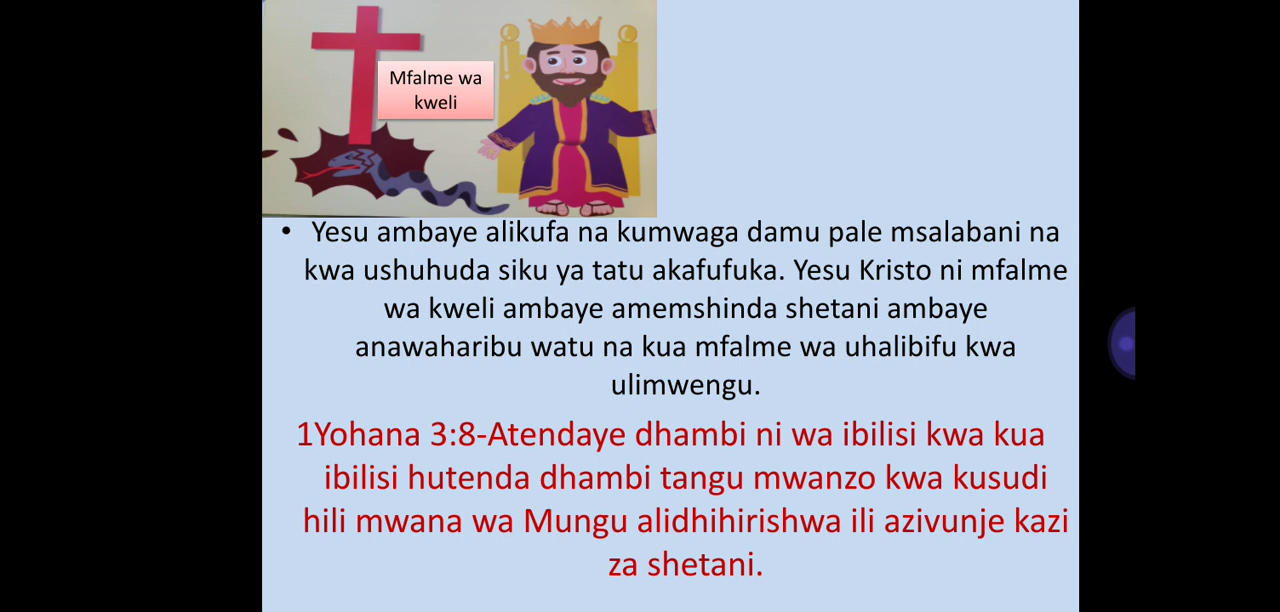 Mfalme wa
kweli
• Yesu ambaye alikufa na kumwaga damu pale msalabani na
kwa ushuhuda siku ya tatu akafufuka. Yesu Kristo ni mfalme
wa kweli ambaye amemshinda shetani ambaye
anawaharibu watu na kua mfalme wa uhalibifu kwa
ulimwengu.
1Yohana 3:8-Atendaye dhambi ni wa ibilisi kwa kua
ibilisi hutenda dhambi tangu mwanzo kwa kusudi
hili mwana wa Mungu alidhihirishwa ili azivunje kazi
za shetani.